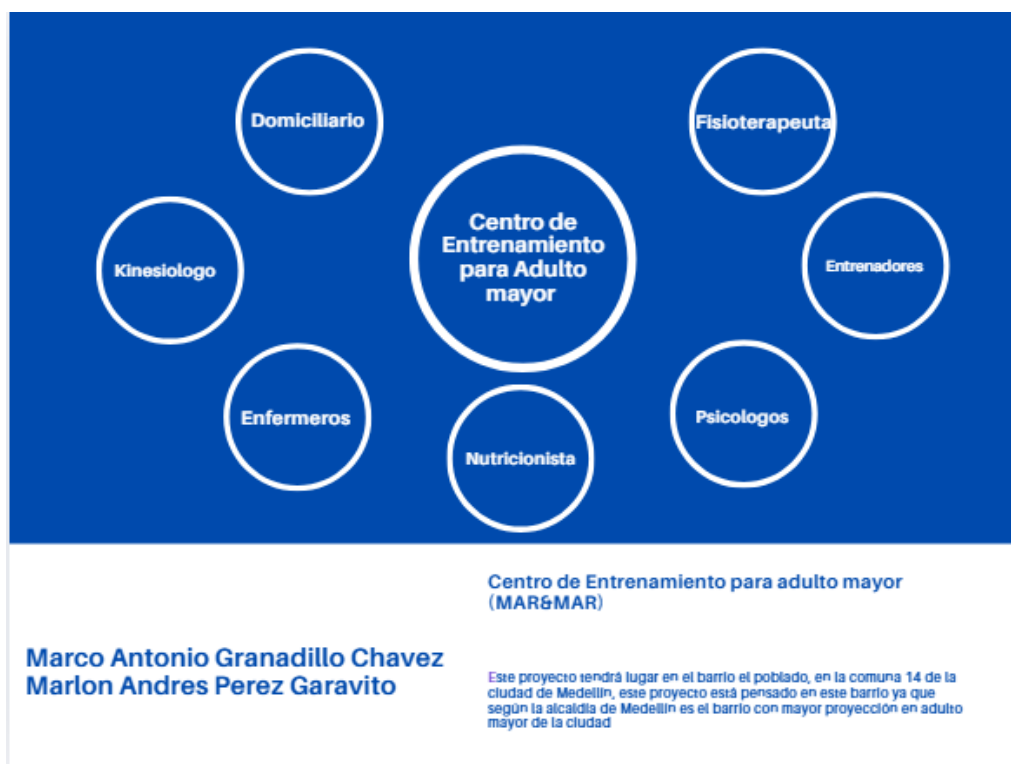 Domiciliario
Fisioterapeuta
Centro de
Entrenamiento
para Adulto
mayor
Kinesiologo
Entrenadores
Enfermeros
Psicologos
Nutricionista
Centro de Entrenamiento para adulto mayor
(MAR&MAR)
Marco Antonio Granadillo Chavez
Marlon Andres Perez Garavito
Este proyecto tendrá lugar en el barrio el poblado, en la comuna 14 de la
ciudad de Medellin, este proyecto está pensado en este barrio ya que
según la alcaldia de Medellin es el barrio con mayor proyección en adulto
mayor de la ciudad